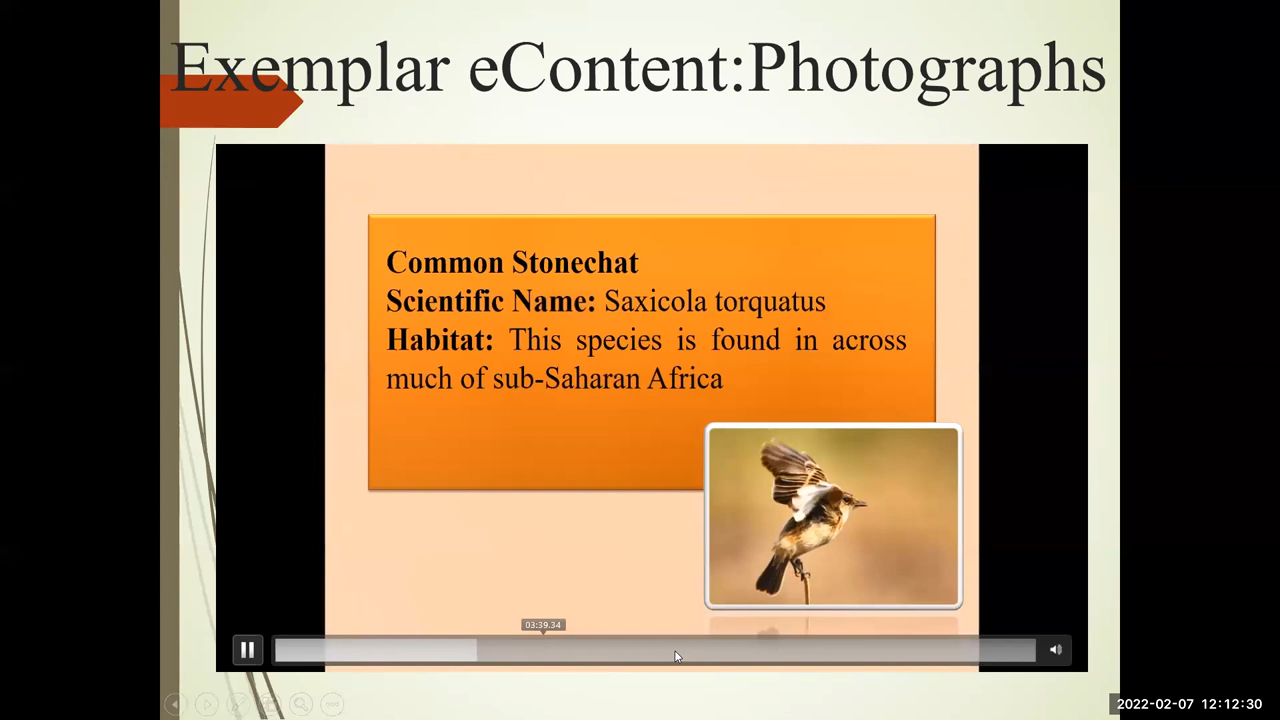 Exemplar eContent:Photographs
Common Stonechat
Scientific Name: Saxicola torquatus
Habitat: This species is found in across
much of sub-Saharan Africa
03:39.34
2022-02-07 12:12:30